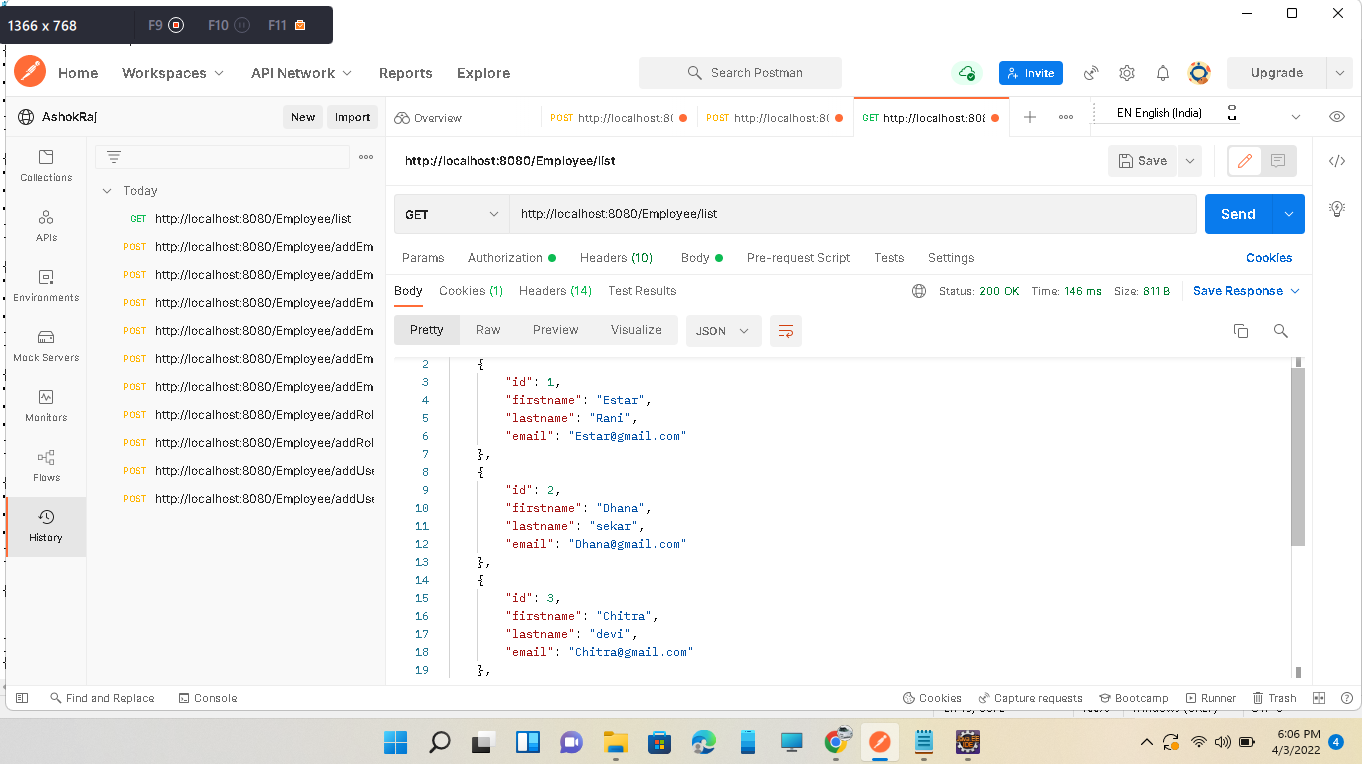 1366 x 768 F9 F10 F11
Home Workspaces API Network Reports Explore Search Postman Invite Upgrade
AshokRaj New Import Overview POST http://localhost:8( POST http://localhost:8( GET http://localhost:808 EN English (India)
http://localhost:8080/Employee/list Save
Collections
APIs
Environments
Mock Servers
Monitors
Flows
History
Today
GET http://localhost:8080/Employee/list
POST http://localhost:8080/Employee/addEm
POST http://localhost:8080/Employee/addEm
POST http://localhost:8080/Employee/addEm
POST http://localhost:8080/Employee/addEm
POST http://localhost:8080/Employee/addEm
POST http://localhost:8080/Employee/addEm
POST http://localhost:8080/Employee/addRol
POST http://localhost:8080/Employee/addRol
POST http://localhost:8080/Employee/addUse
POST http://localhost:8080/Employee/addUse
GET http://localhost:8080/Employee/list Send
Params Authorization Headers (10) Body Pre-request Script Tests Settings Cookies
Body Cookies (1) Headers (14) Test Results Status: 200 OK Time: 146 ms Size: 811 B Save Response
Pretty Raw Preview Visualize JSON
2 {
3 "id": 1,
4 "firstname": "Estar",
5 "lastname": "Rani",
6 "email": "Estar@gmail.com"
7 },
8 {
9 "id": 2,
10 "firstname": "Dhana",
11 "lastname": "sekar",
12 "email": "Dhana@gmail.com"
13 },
14 {
15 "id": 3,
16 "firstname": "Chitra",
17 "lastname": "devi",
18 "email": "Chitra@gmail.com"
19 },
Find and Replace Console Cookies Capture requests Bootcamp Runner Trash
6:06 PM
4/3/2022 4